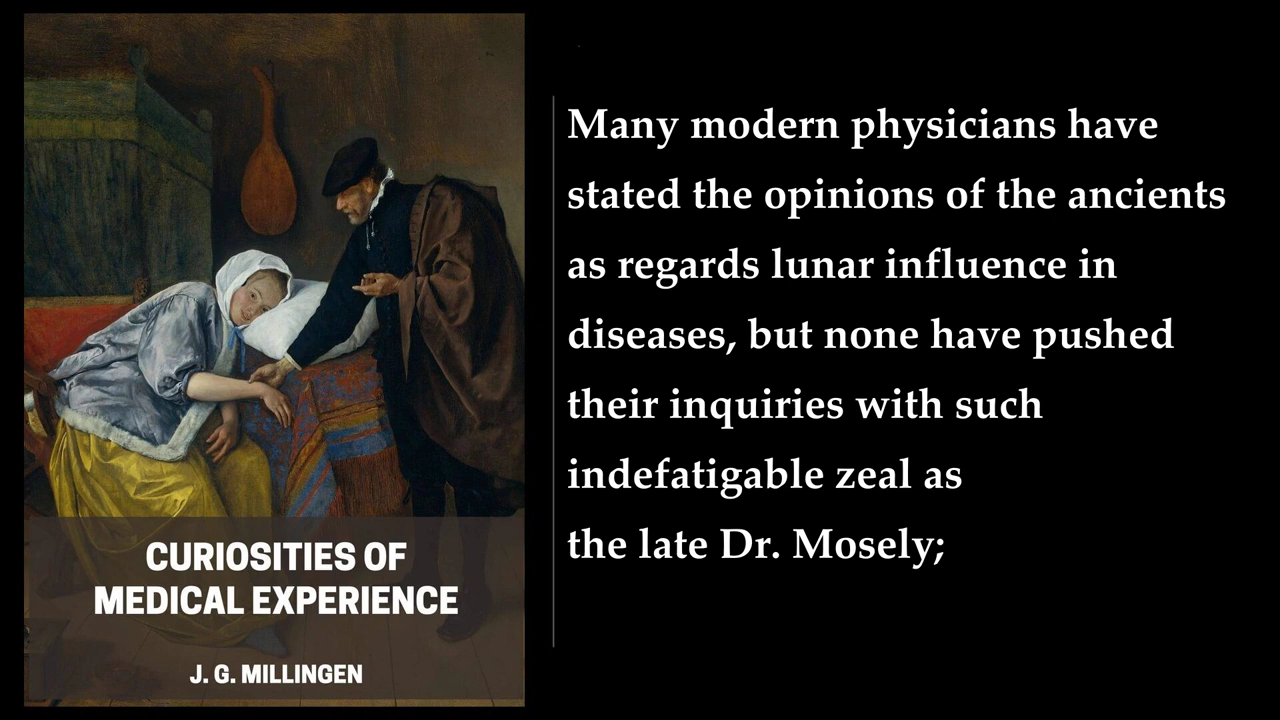 CURIOSITIES OF
MEDICAL EXPERIENCE
J. G. MILLINGEN
Many modern physicians have
stated the opinions of the ancients
as regards lunar influence in
diseases, but none have pushed
their inquiries with such
indefatigable zeal as
the late Dr. Mosely;